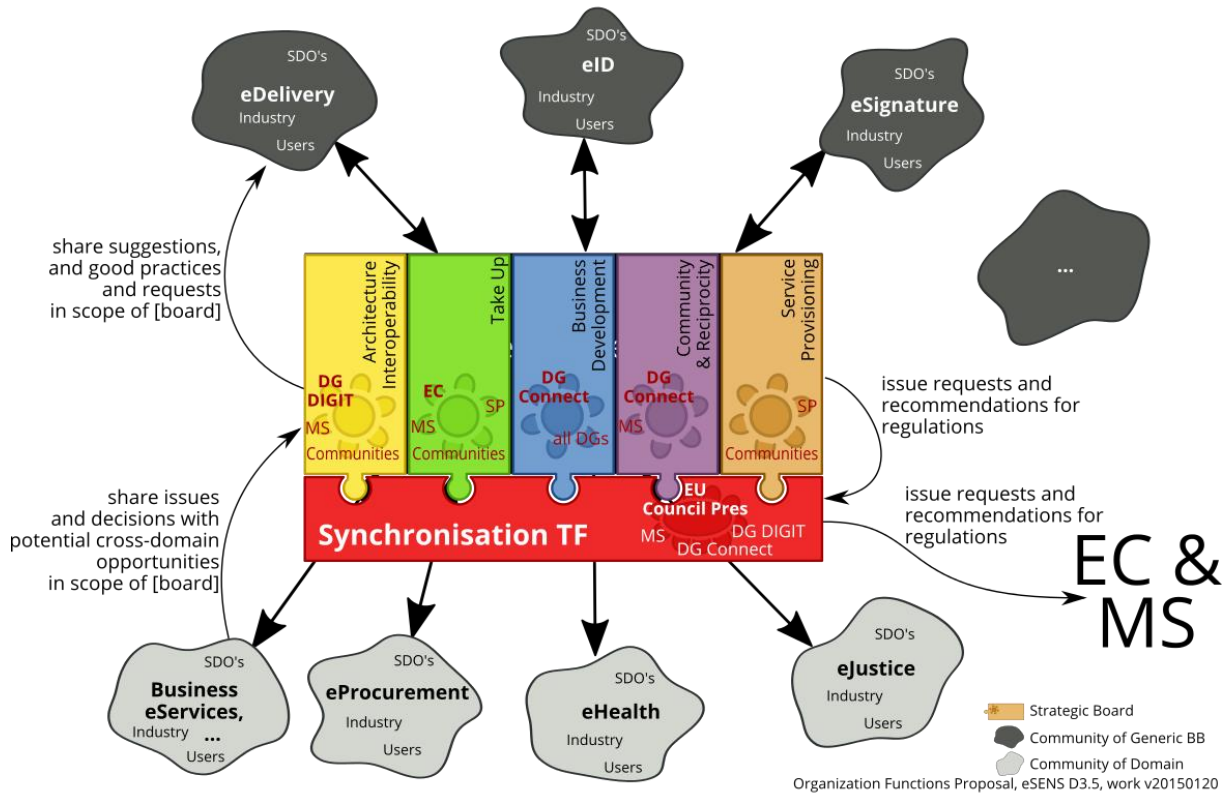 SDO's
eDelivery
Industry
Users
SDO's
eID
Industry
Users
SDO's
eSignature
Industry
Users
...
share suggestions,
and good practices
and requests
in scope of [board]
Architecture
Interoperability
DG
DIGIT
MS
Communities
Take Up
EC
SP
MS
Communities
Business
Development
DG
Connect
all DGs
Community
& Reciprocity
DG
Connect
MS
Service
Provisioning
SP
Communities
issue requests and
recommendations for
regulations
share issues
and decisions with
potential cross-domain
opportunities
in scope of [board]
Synchronisation TF
EU
Council Pres
MS
DG DIGIT
DG Connect
issue requests and
recommendations for
regulations
EC &
MS
SDO's
Business
eServices,
...
Industry
Users
SDO's
eProcurement
Industry
Users
SDO's
eHealth
Industry
Users
SDO's
eJustice
Industry
Users
Strategic Board
Community of Generic BB
Community of Domain
Organization Functions Proposal, eSENS D3.5, work v20150120